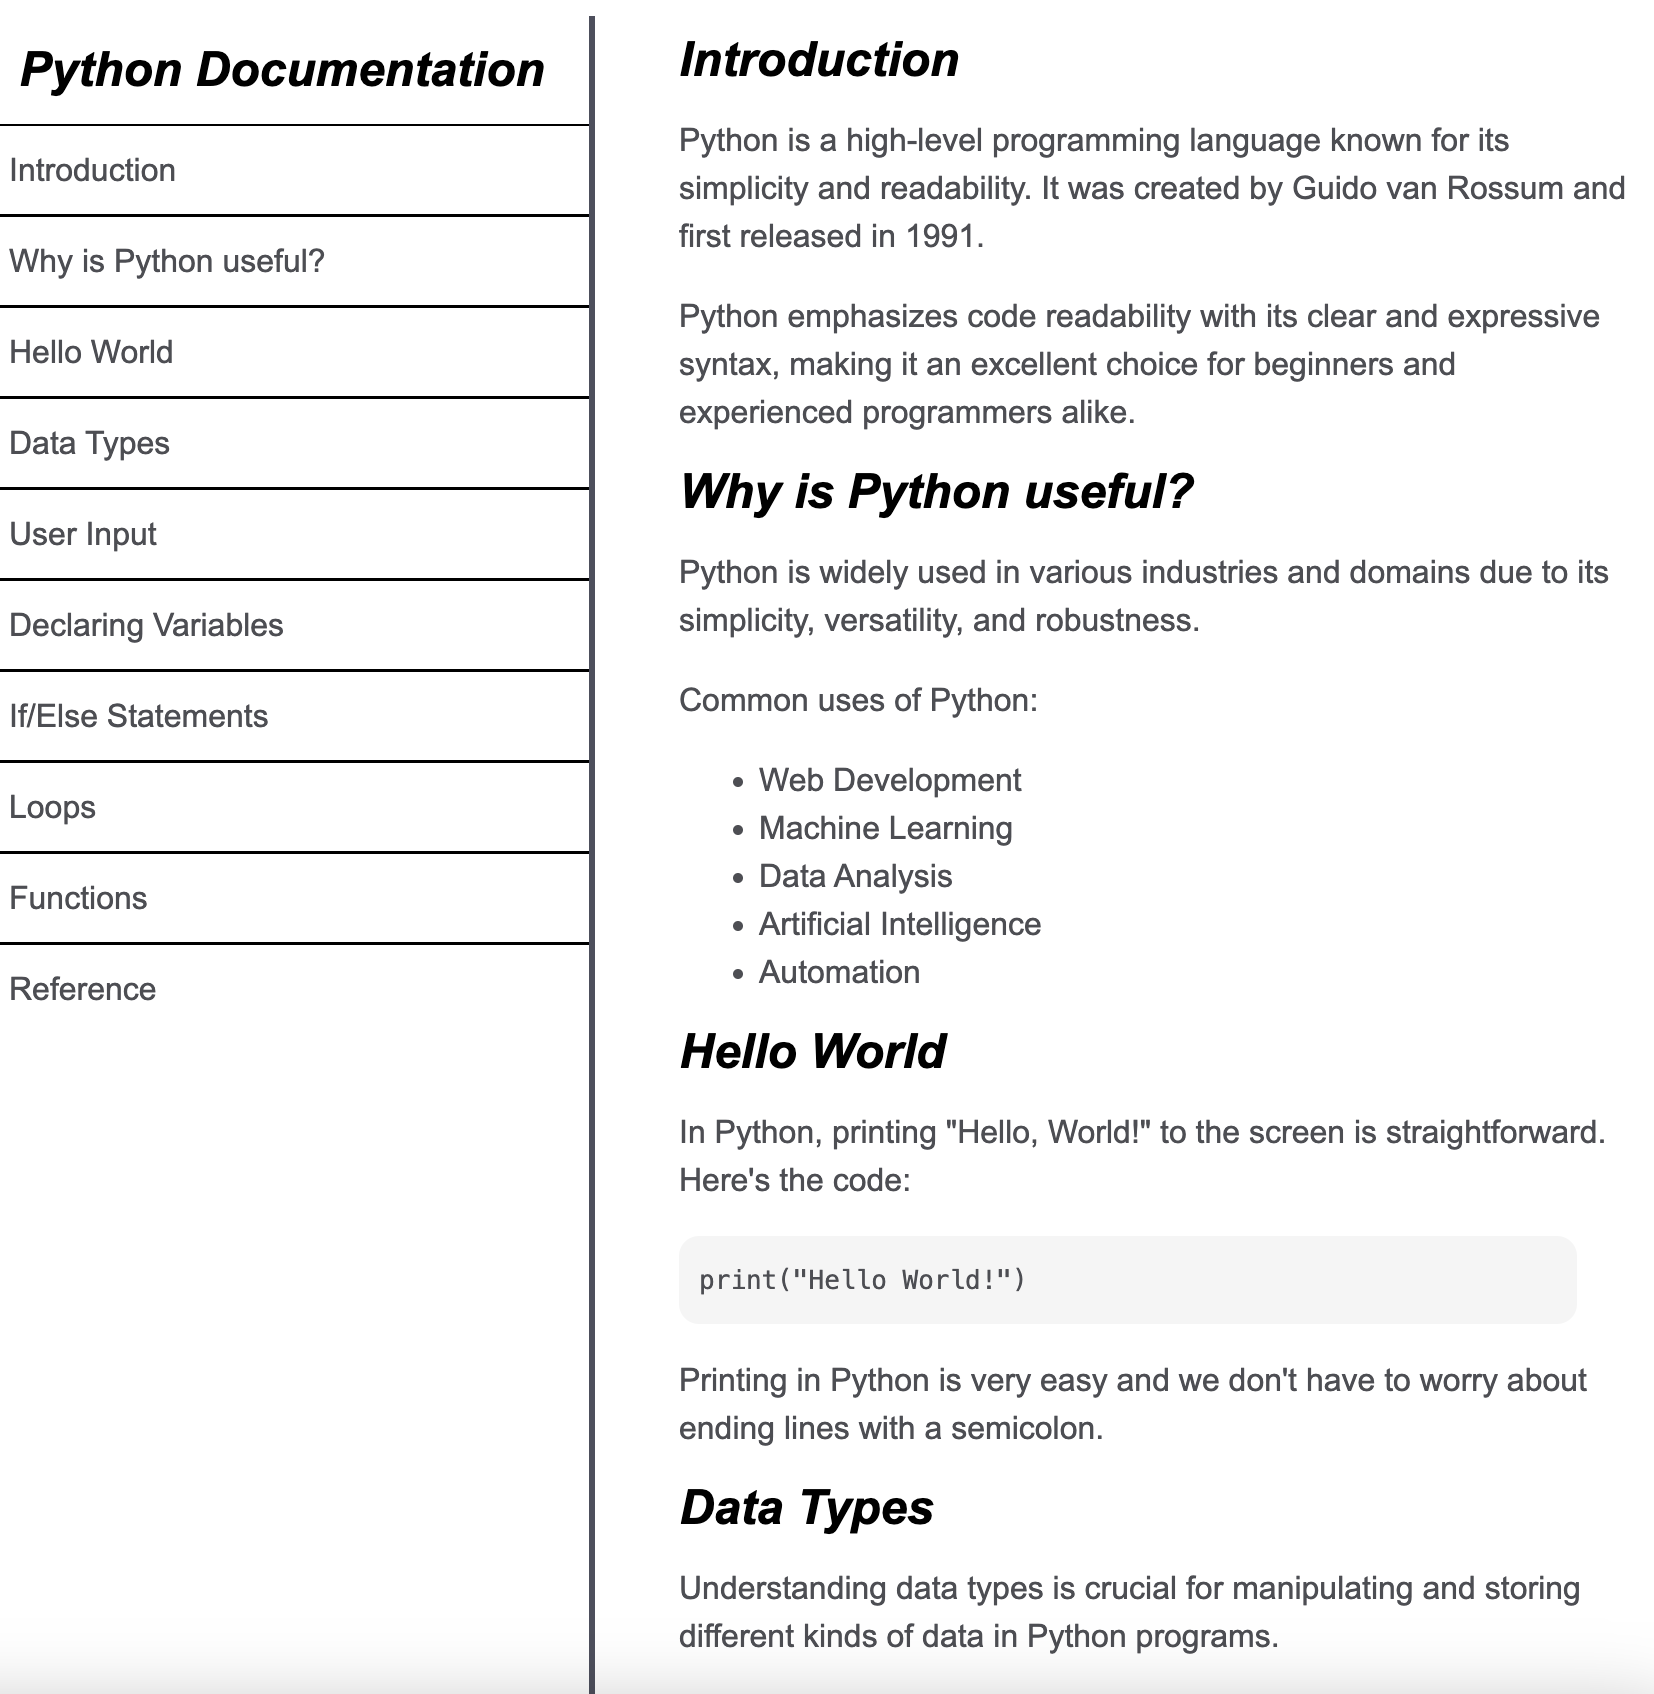 Python Documentation
Introduction
Why is Python useful?
Hello World
Data Types
User Input
Declaring Variables
If/Else Statements
Loops
Functions
Reference
Introduction
Python is a high-level programming language known for its
simplicity and readability. It was created by Guido van Rossum and
first released in 1991.
Python emphasizes code readability with its clear and expressive
syntax, making it an excellent choice for beginners and
experienced programmers alike.
Why is Python useful?
Python is widely used in various industries and domains due to its
simplicity, versatility, and robustness.
Common uses of Python:
• Web Development
• Machine Learning
• Data Analysis
• Artificial Intelligence
• Automation
Hello World
In Python, printing "Hello, World!" to the screen is straightforward.
Here's the code:
print("Hello World!")
Printing in Python is very easy and we don't have to worry about
ending lines with a semicolon.
Data Types
Understanding data types is crucial for manipulating and storing
different kinds of data in Python programs.